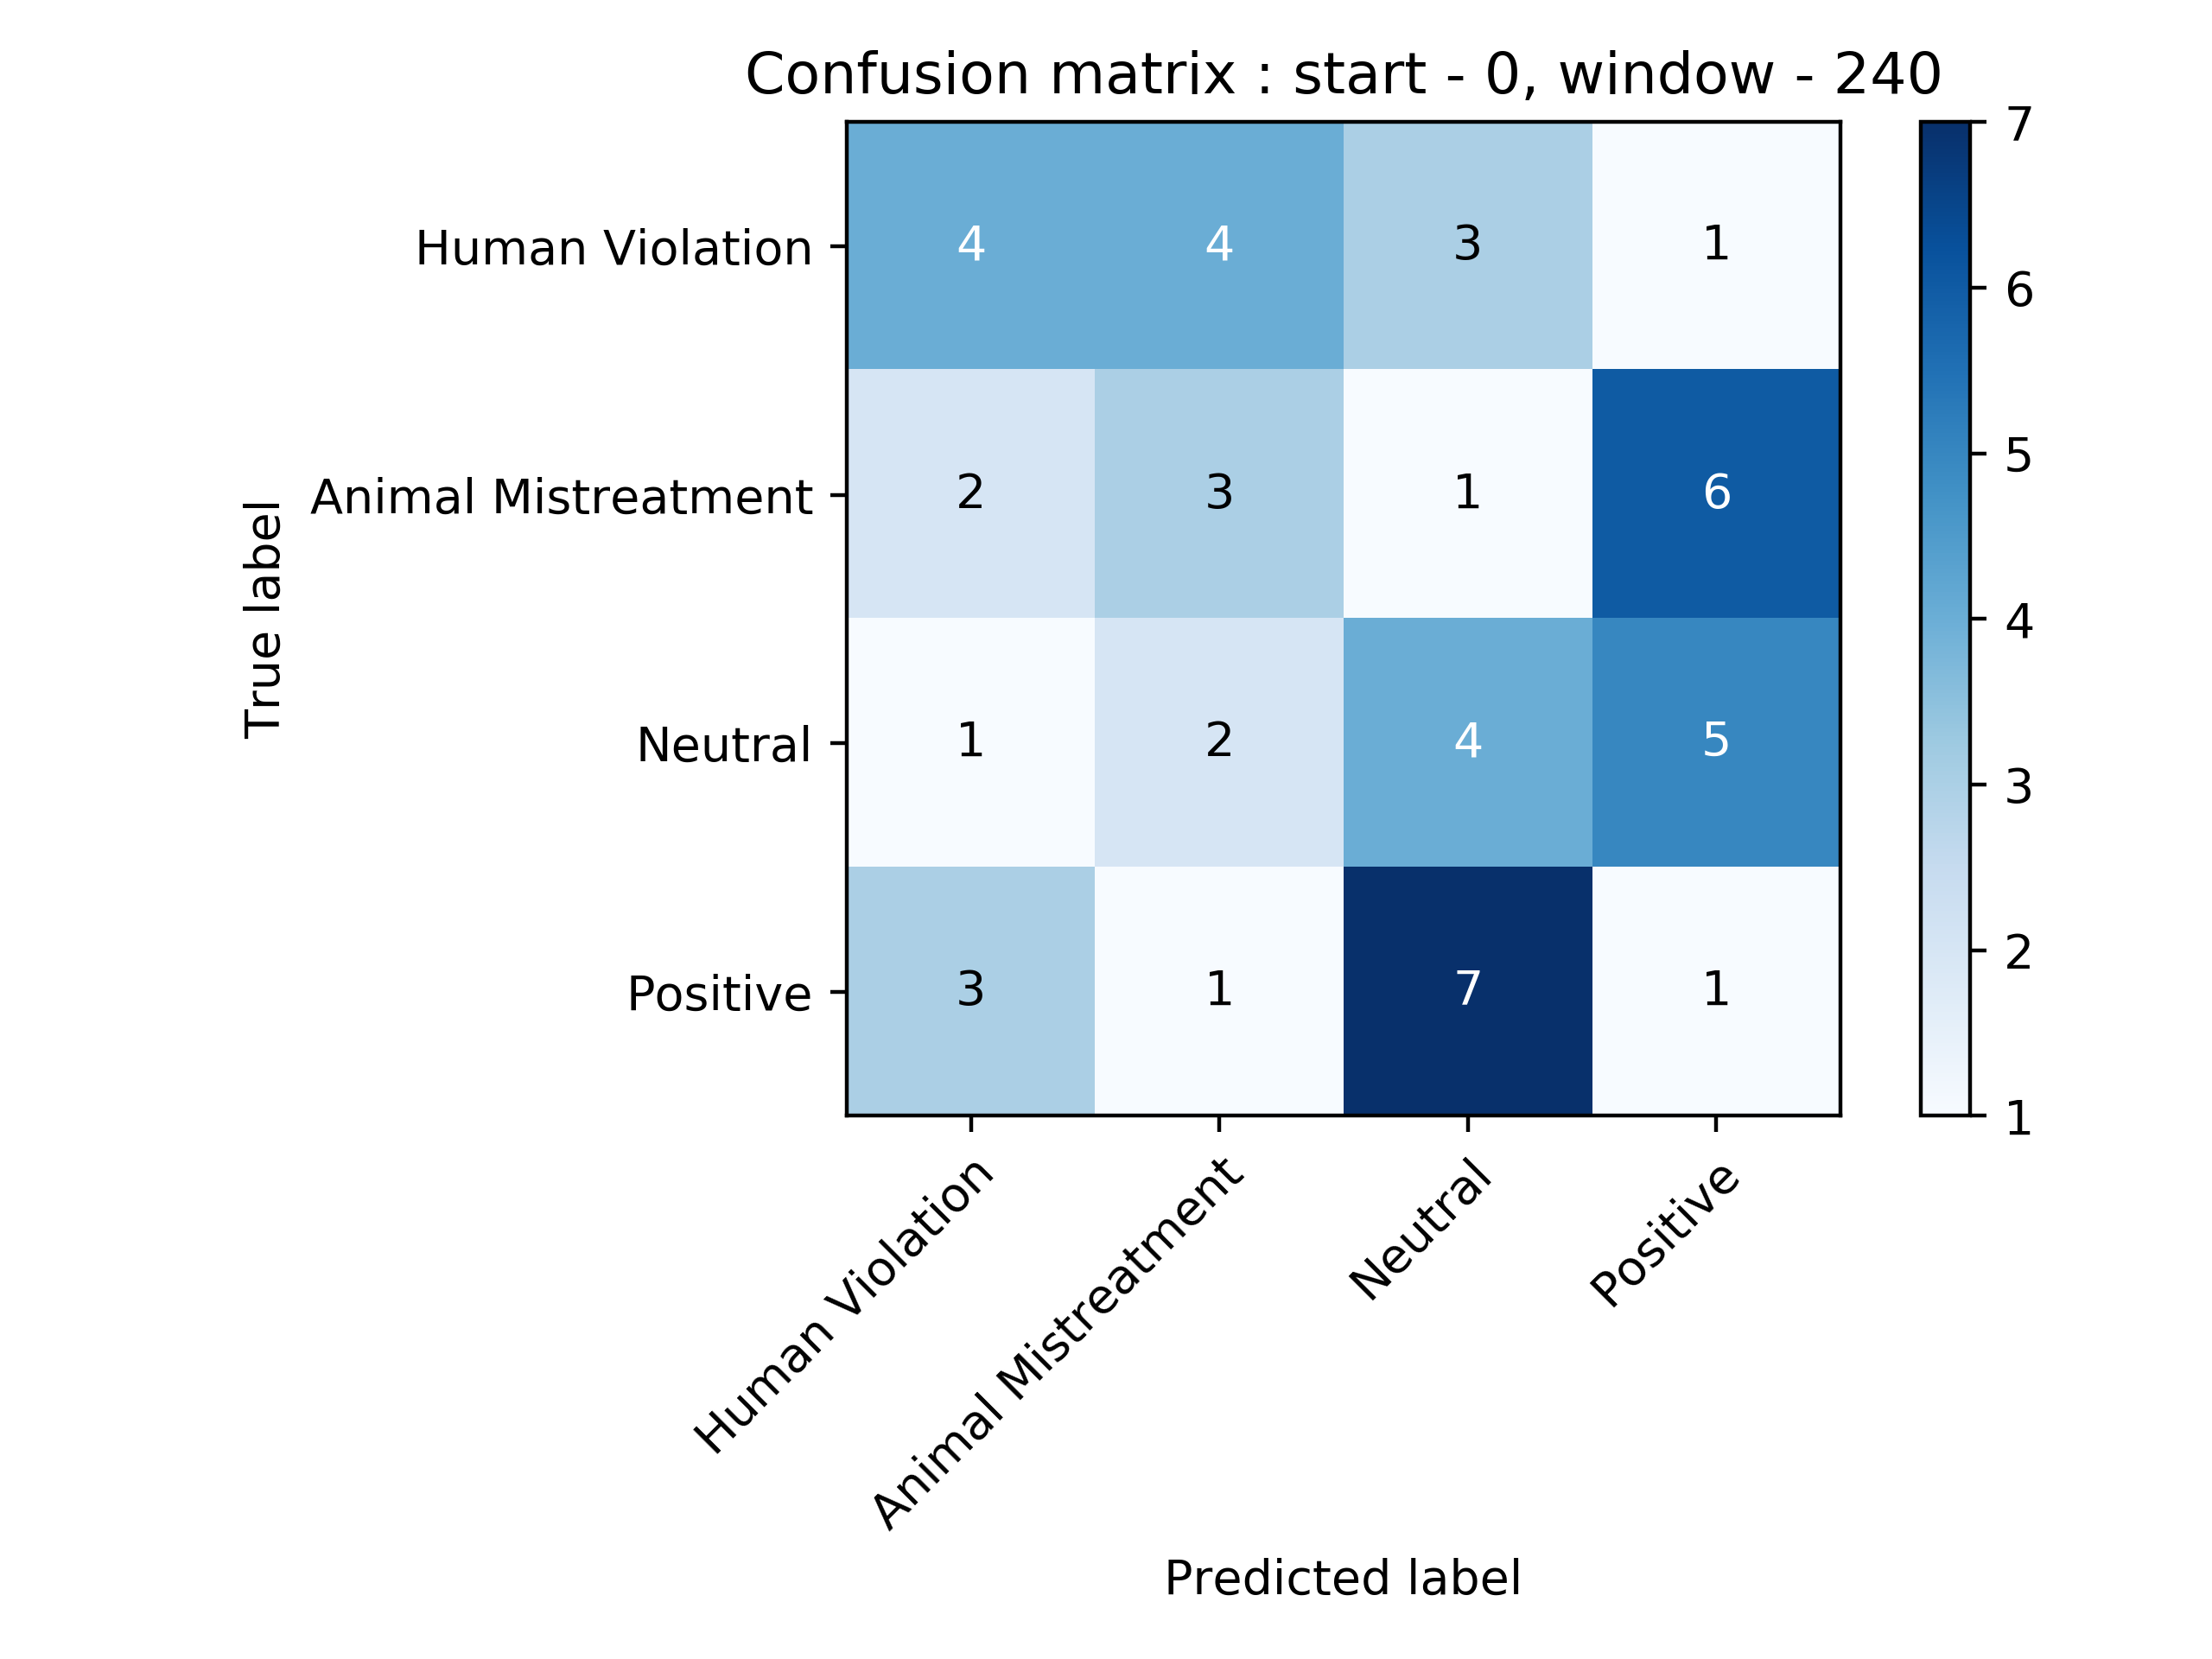 Confusion matrix : start - 0, window - 240
True label
Human Violation 4 4 3 1
Animal Mistreatment 2 3 1 6
Neutral 1 2 4 5
Positive 3 1 7 1
Human Violation
Animal Mistreatment
Neutral
Positive
Predicted label
7
6
5
4
3
2
1